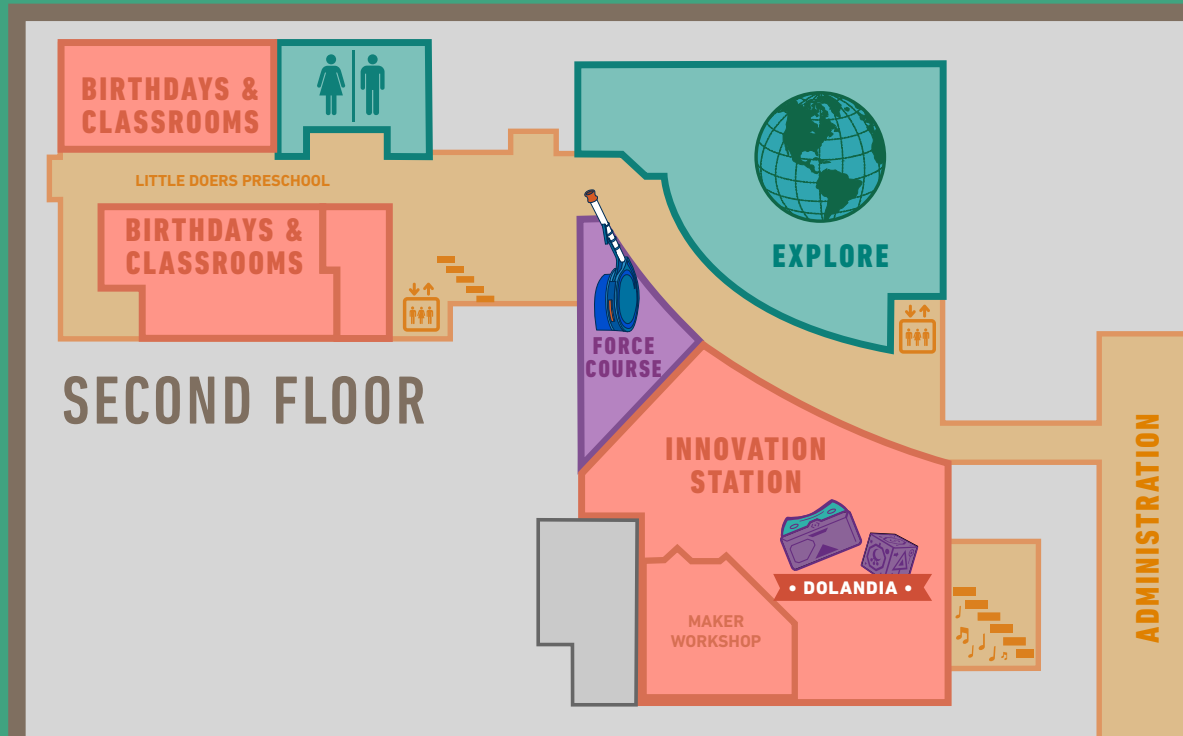 BIRTHDAYS &
CLASSROOMS
LITTLE DOERS PRESCHOOL
BIRTHDAYS &
CLASSROOMS
EXPLORE
FORCE
COURSE
SECOND FLOOR
INNOVATION
STATION
• DOLANDIA •
MAKER
WORKSHOP
ADMINISTRATION